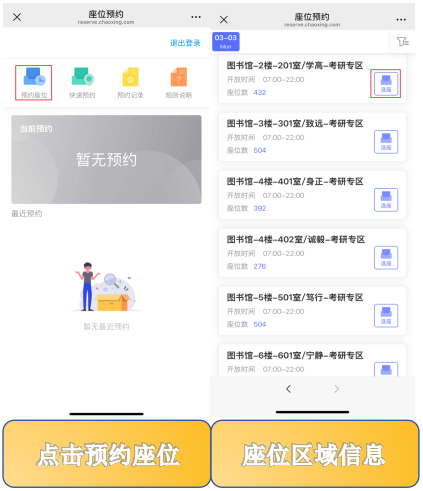 座位预约
reserve.chaoxing.com
退出登录
预约座位
快速预约
预约记录
规则说明
当前预约
暂无预约
最近预约
暂无最近预约
点击预约座位
座位预约
reserve.chaoxing.com
03-03
Mon
图书馆-2楼-201室/学高-考研专区
开放时间 07:00-22:00
座位数 432
选座
图书馆-3楼-301室/致远-考研专区
开放时间 07:00-22:00
座位数 504
选座
图书馆-4楼-401室/身正-考研专区
开放时间 07:00-22:00
座位数 392
选座
图书馆-4楼-402室/诚毅-考研专区
开放时间 07:00-22:00
座位数 276
选座
图书馆-5楼-501室/笃行-考研专区
开放时间 07:00-22:00
座位数 504
选座
图书馆-6楼-601室/宁静-考研专区
开放时间 07:00-22:00
座位区域信息